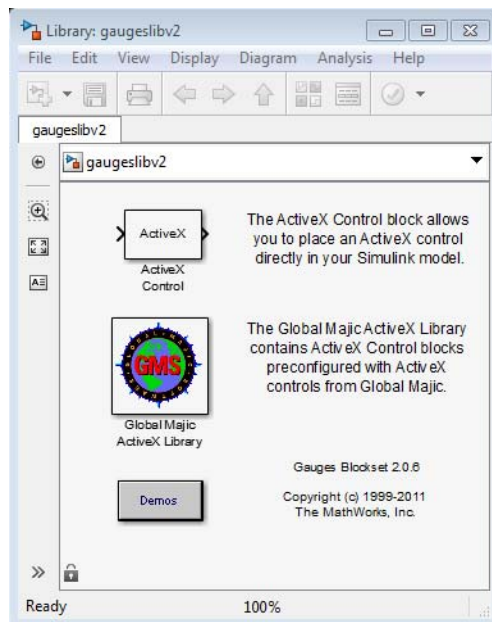 Library: gaugeslibv2
File Edit View Display Diagram Analysis Help
gaugeslibv2
gaugeslibv2
ActiveX
ActiveX
Control
The ActiveX Control block allows
you to place an ActiveX control
directly in your Simulink model.
GMS
Global Majic
ActiveX Library
The Global Majic ActiveX Library
contains ActiveX Control blocks
preconfigured with ActiveX
controls from Global Majic.
Demos
Gauges Blockset 2.0.6
Copyright (c) 1999-2011
The MathWorks, Inc.
Ready 100%